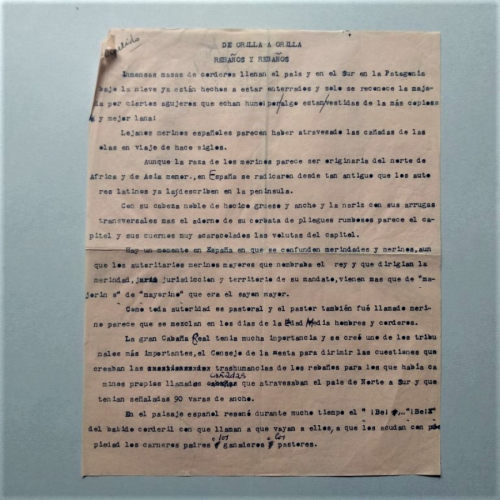 DE ORILLA A ORILLA
REBAÑOS Y REBAÑOS
Inmensas masas de corderos llenan el pais y en el Sur en la Patagonia
bajo la nieve ya están hechos a estar enterrados y solo se reconoce la maja-
da por ciertos agujeros que echan humo/por/algo estan/vestidas de la más copiosa
y mejor lana!
Lejanos merinos españoles parecen haber atravesado las cañadas de las
olas en viaje de hace siglos.
Aunque la raza de los merinos parece ser originaria del norte de
Africa y de Asia menor, en España se radicaron desde tan antiguo que los auto
res latinos ya la/describen en la península.
Con su cabeza noble de hocico grueso y ancho y la nariz con sus arrugas
transversales mas el adorno de su corbata de pliegues rumbosos parece el ca-
pitel y sus cuernos muy acaracolados las volutas del capitel.
Hay un momento en España en que se confunden merindades y merinos, aun
que los autoritarios merinos mayores que nombraba el rey y que dirigían la
merindad, jurisdiccion y territorio de su mandato, vienen mas que de "ma-
jorin s" de "mayorino" que era el sayon mayor.
Como toda autoridad es pastoral y el pastor también fué llamado meri-
no parece que se mezclan en los días de la Edad Media hombres y corderos.
La gran Cabaña Real tenía mucha importancia y se creó uno de los tribu-
nales más importantes, el Consejo de la mesta para dirimir las cuestiones que
creaban las trashumancias de los rebaños para los que había ca
cañadas
minos propios llamados que atravesaban el pais de Norte a Sur y que
tenían señaladas 90 varas de ancho.
En el paisaje español resonó durante mucho tiempo el " ¡Be! "¡Be!"
del balido corderil con que llaman a que vayan a ellos, a que los acudan con
los los
piedad los carneros padres y ganaderos y pastores.